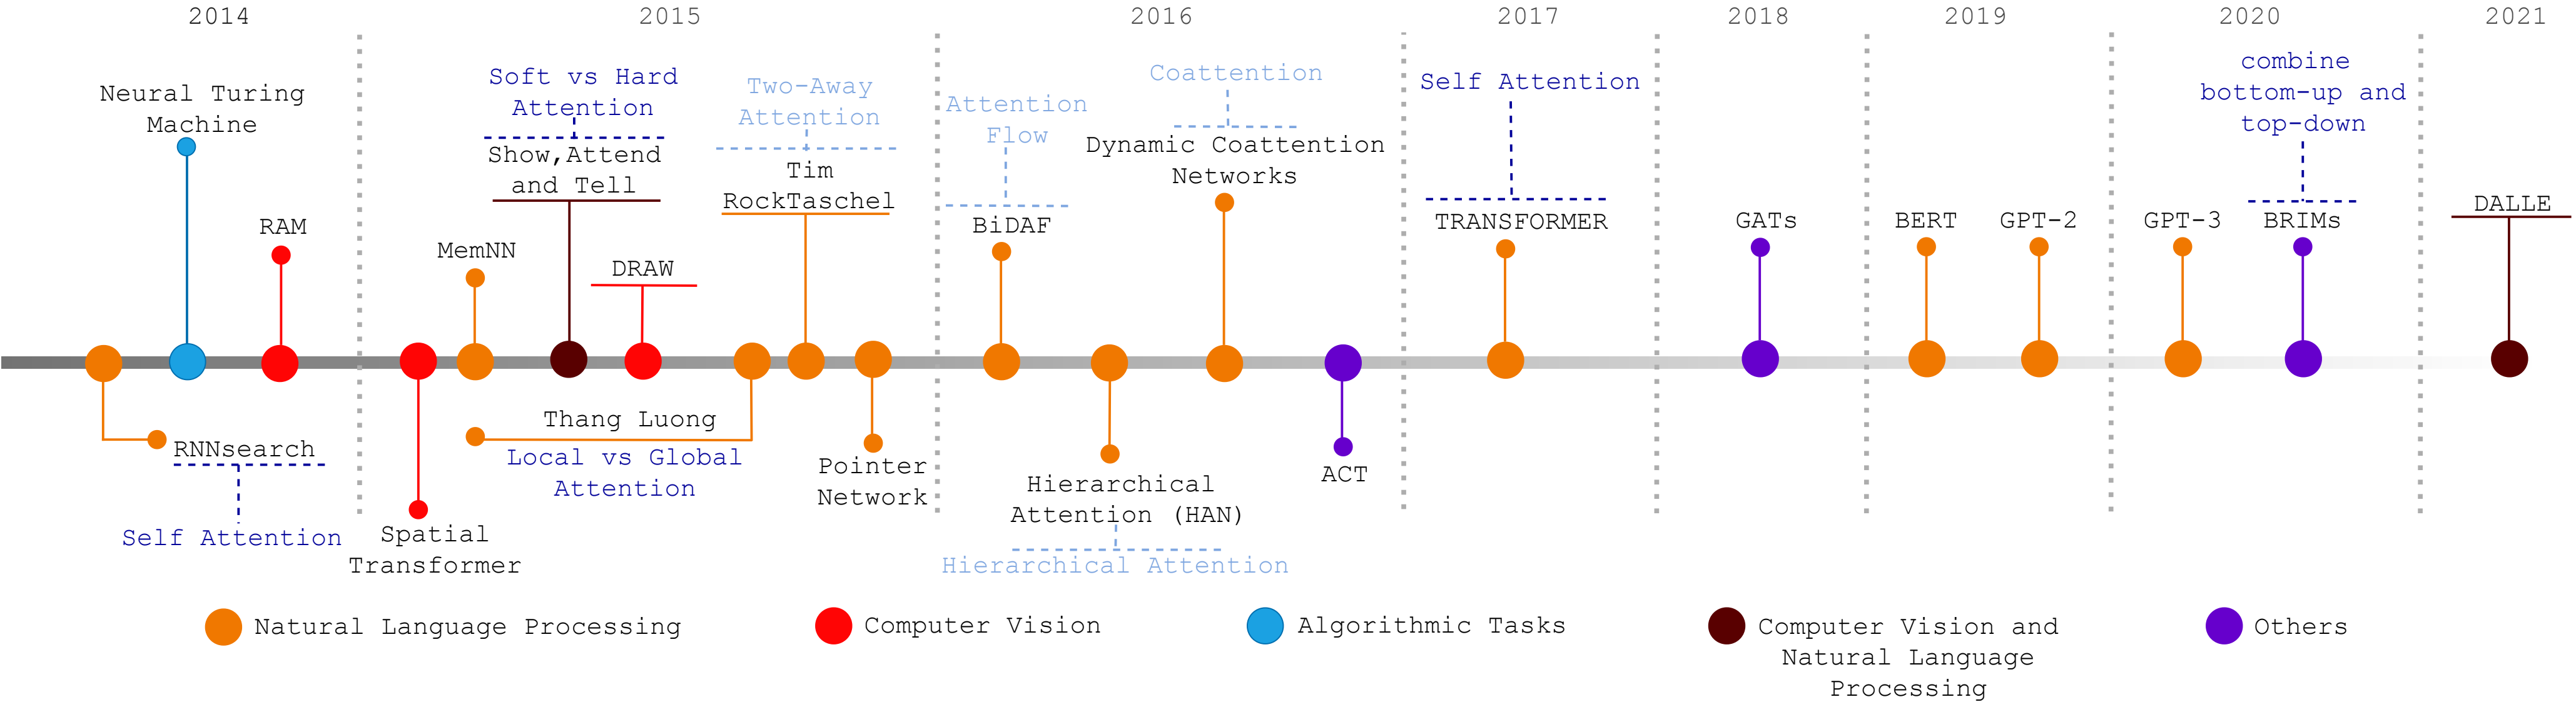 2014
2015
2016
2017
2018
2019
2020
2021
Neural Turing
Machine
RAM
RNNsearch
Self Attention
Soft vs Hard
Attention
Show,Attend
and Tell
MemNN
DRAW
Two-Away
Attention
Tim
RockTaschel
Thang Luong
Local vs Global
Attention
Spatial
Transformer
Pointer
Network
Attention
Flow
BiDAF
Coattention
Dynamic Coattention
Networks
Hierarchical
Attention (HAN)
Hierarchical Attention
ACT
Self Attention
TRANSFORMER
GATs
BERT
GPT-2
GPT-3
combine
bottom-up and
top-down
BRIMs
DALLE
Natural Language Processing
Computer Vision
Algorithmic Tasks
Computer Vision and
Natural Language
Processing
Others